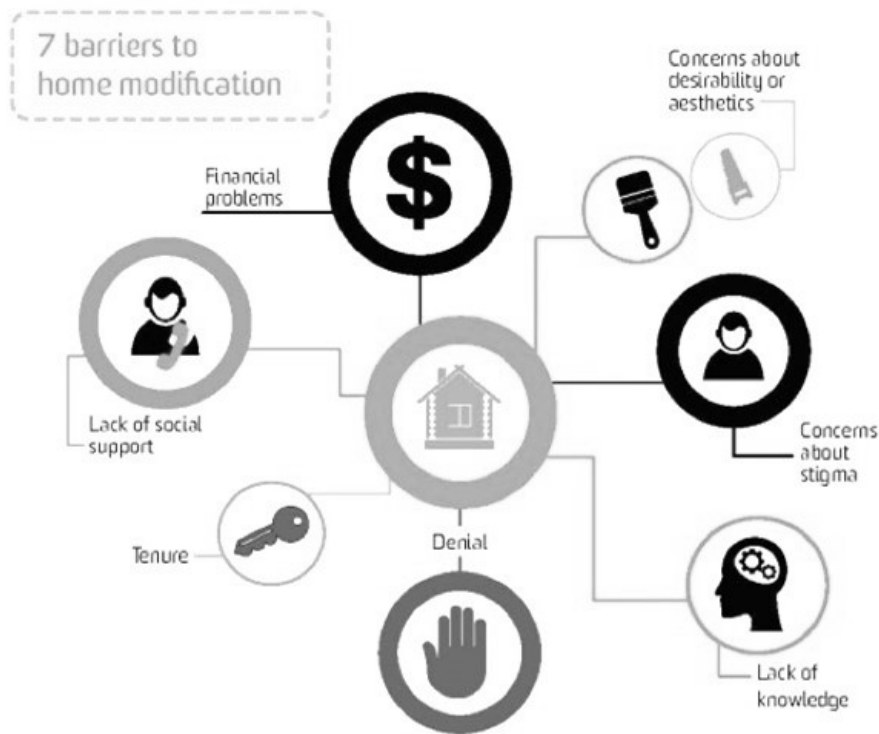 7 barriers to
home modification
Concerns about
desirability or
aesthetics
$
Financial
problems
Lack of social
support
Concerns
about
stigma
Tenure
Denial
Lack of
knowledge